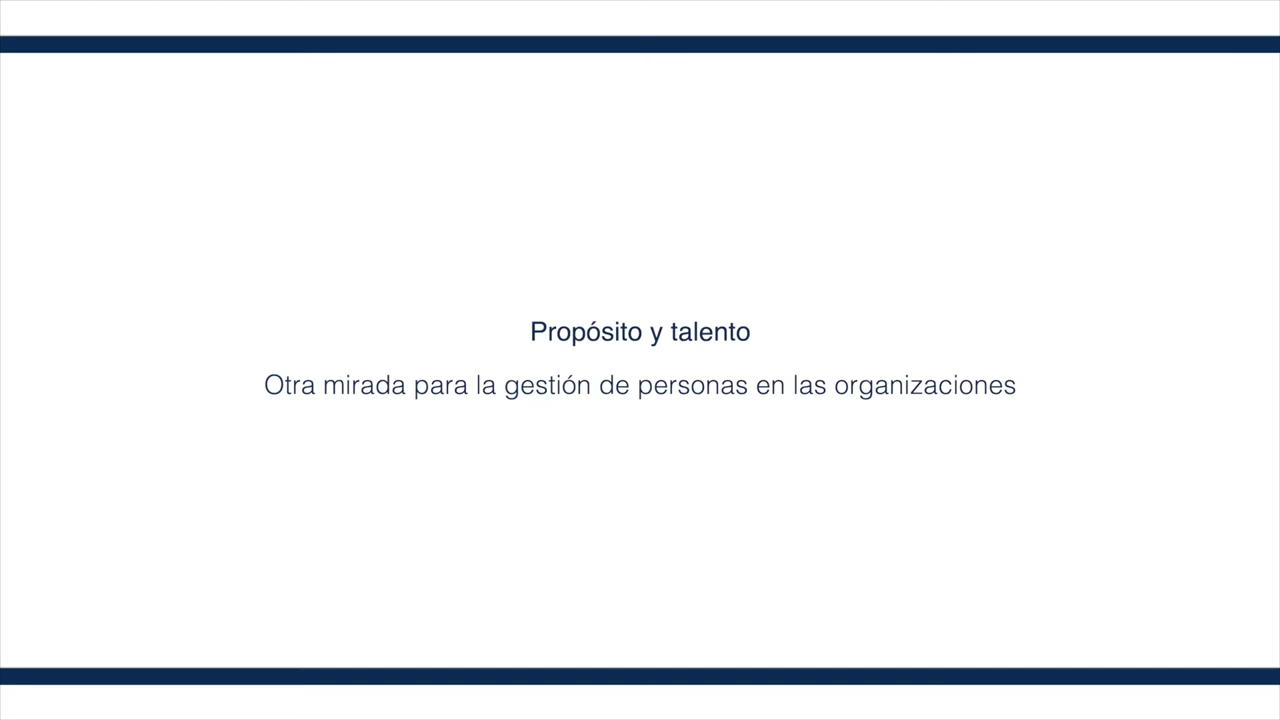 Propósito y talento
Otra mirada para la gestión de personas en las organizaciones